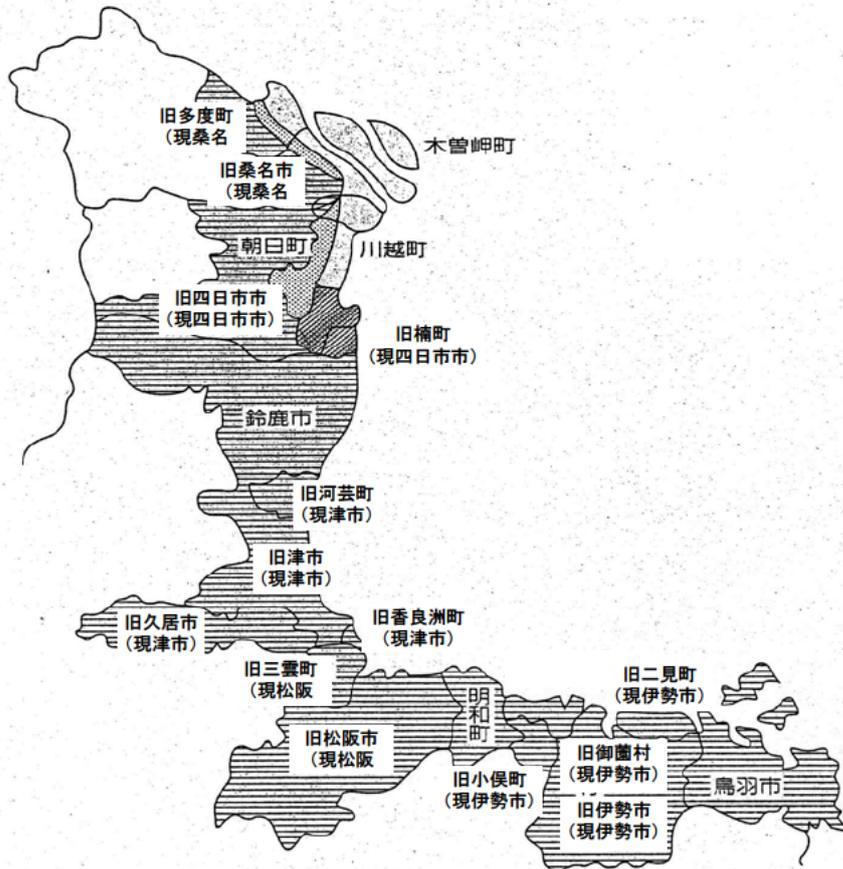 旧多度町
(現桑名
木曽岬町
旧桑名市
(現桑名
朝日町
川越町
旧四日市市
(現四日市市)
旧楠町
(現四日市市)
鈴鹿市
旧河芸町
(現津市)
旧津市
(現津市)
旧久居市
(現津市)
旧香良洲町
(現津市)
旧三雲町
(現松阪
旧二見町
(現伊勢市)
明和町
旧松阪市
(現松阪
旧御薗村
(現伊勢市)
旧小俣町
(現伊勢市)
鳥羽市
旧伊勢市
(現伊勢市)